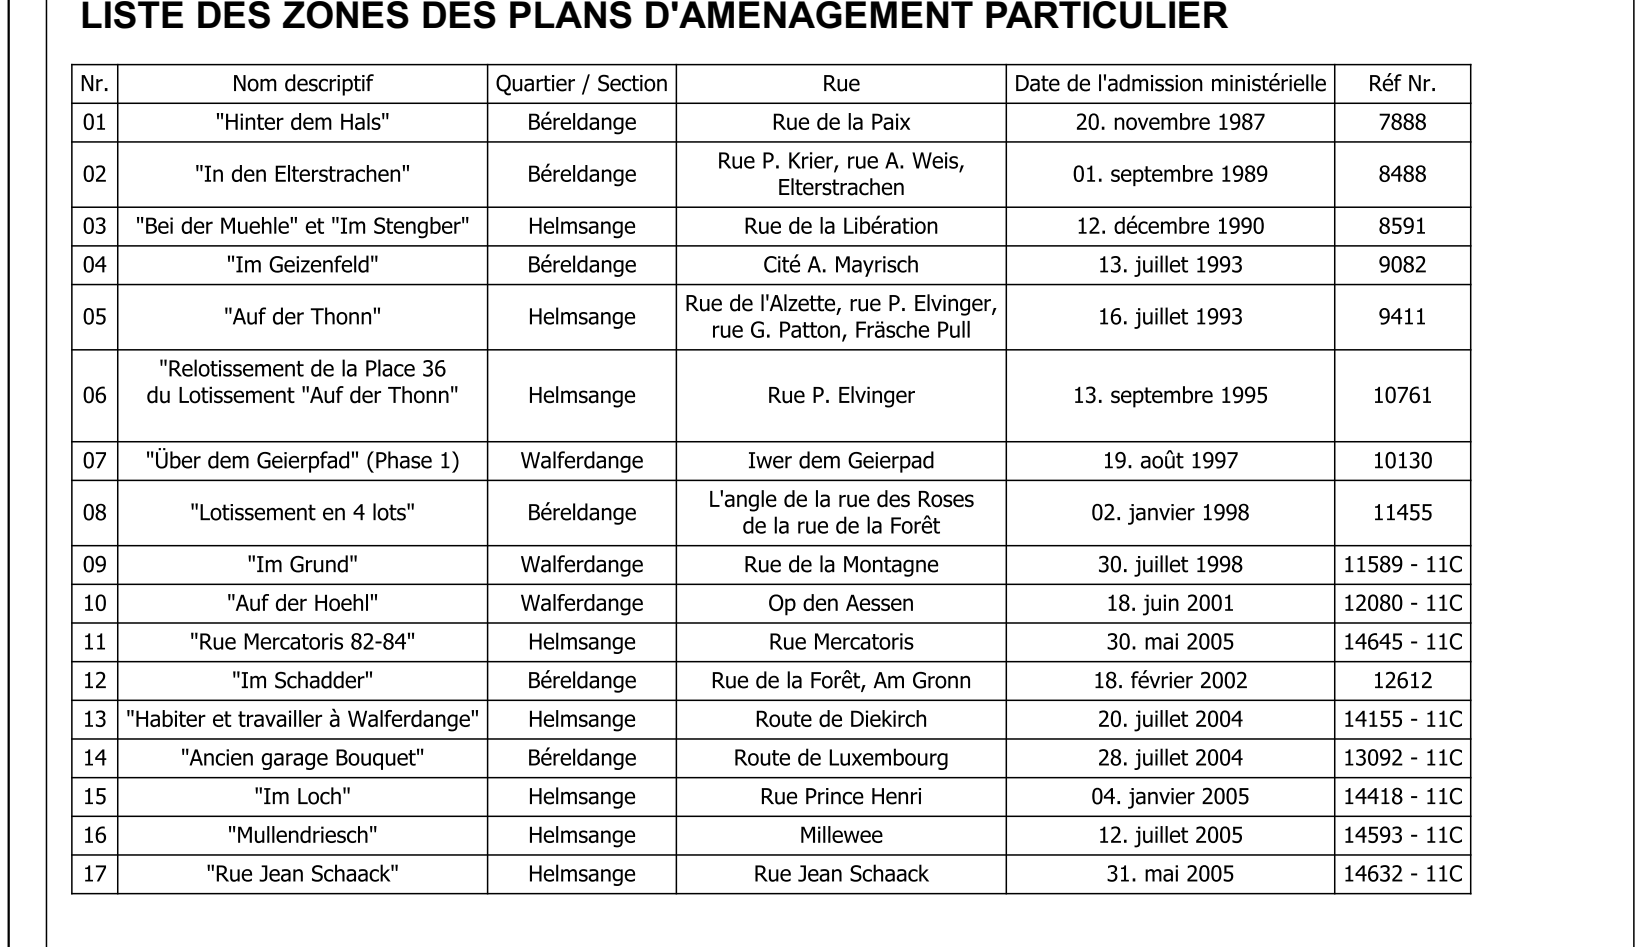 LISTE DES ZONES DES PLANS D'AMENAGEMENT PARTICULIER
Nr. Nom descriptif Quartier / Section Rue Date de l'admission ministérielle Réf Nr.
01 "Hinter dem Hals" Béreldange Rue de la Paix 20. novembre 1987 7888
02 "In den Elterstrachen" Béreldange Rue P. Krier, rue A. Weis,
Elterstrachen 01. septembre 1989 8488
03 "Bei der Muehle" et "Im Stengber" Helmsange Rue de la Libération 12. décembre 1990 8591
04 "Im Geizenfeld" Béreldange Cité A. Mayrisch 13. juillet 1993 9082
05 "Auf der Thonn" Helmsange Rue de l'Alzette, rue P. Elvinger,
rue G. Patton, Fräsche Pull 16. juillet 1993 9411
06 "Relotissement de la Place 36
du Lotissement "Auf der Thonn" Helmsange Rue P. Elvinger 13. septembre 1995 10761
07 "Über dem Geierpfad" (Phase 1) Walferdange Iwer dem Geierpad 19. août 1997 10130
08 "Lotissement en 4 lots" Béreldange L'angle de la rue des Roses
de la rue de la Forêt 02. janvier 1998 11455
09 "Im Grund" Walferdange Rue de la Montagne 30. juillet 1998 11589 - 11C
10 "Auf der Hoehl" Walferdange Op den Aessen 18. juin 2001 12080 - 11C
11 "Rue Mercatoris 82-84" Helmsange Rue Mercatoris 30. mai 2005 14645 - 11C
12 "Im Schadder" Béreldange Rue de la Forêt, Am Gronn 18. février 2002 12612
13 "Habiter et travailler à Walferdange" Helmsange Route de Diekirch 20. juillet 2004 14155 - 11C
14 "Ancien garage Bouquet" Béreldange Route de Luxembourg 28. juillet 2004 13092 - 11C
15 "Im Loch" Helmsange Rue Prince Henri 04. janvier 2005 14418 - 11C
16 "Mullendriesch" Helmsange Millewee 12. juillet 2005 14593 - 11C
17 "Rue Jean Schaack" Helmsange Rue Jean Schaack 31. mai 2005 14632 - 11C